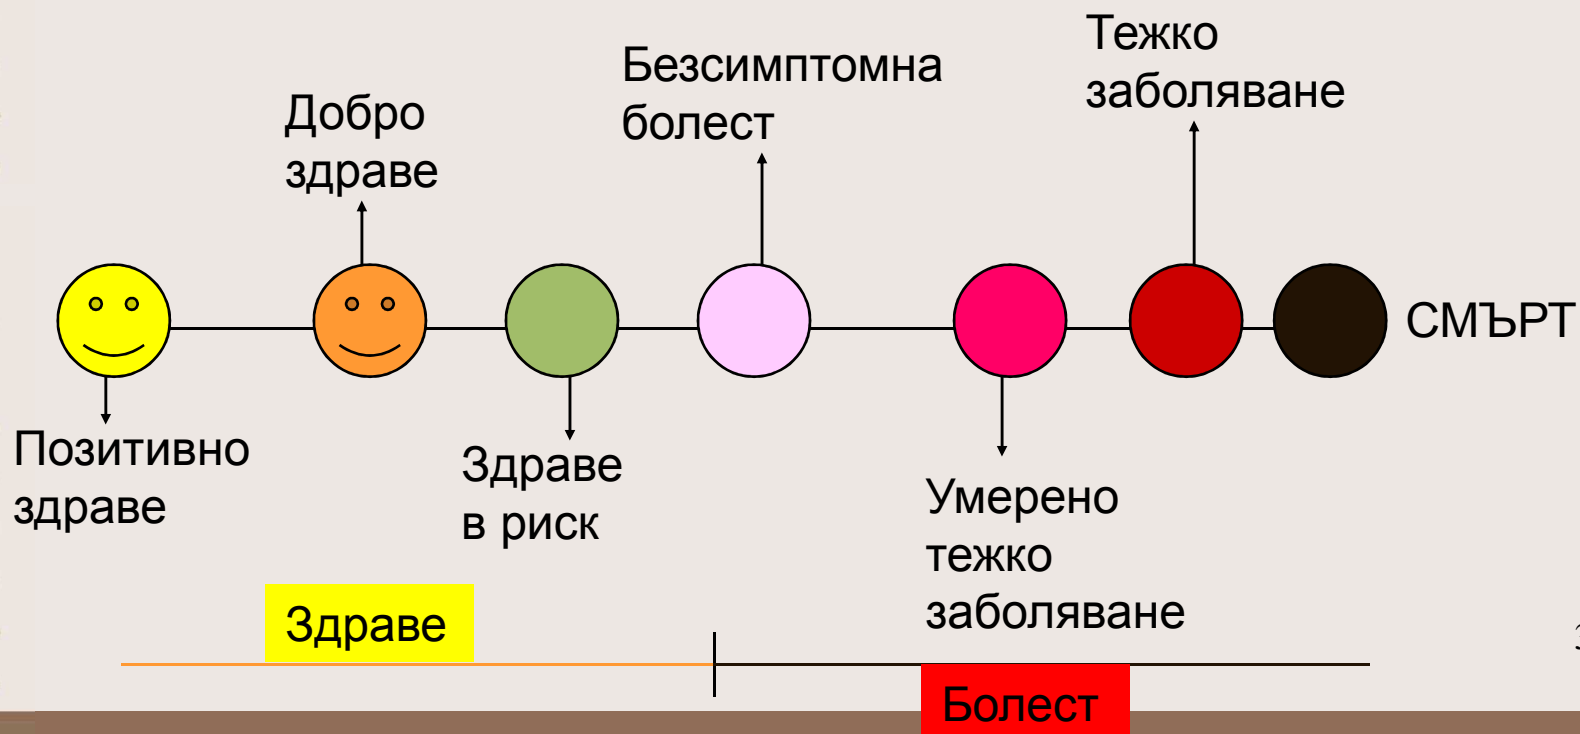 Тежко
заболяване
Безсимптомна
болест
Добро
здраве
СМЪРТ
Позитивно
здраве
Здраве
в риск
Умерено
тежко
заболяване
Здраве
Болест